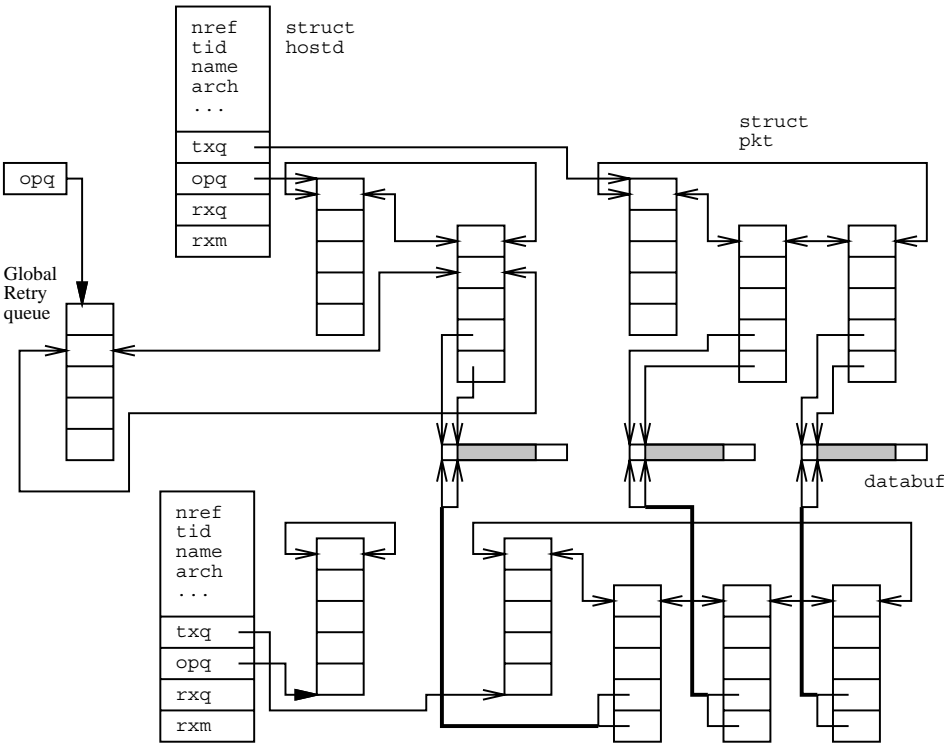 nref
tid
name
arch
...
txq
opq
rxq
rxm
struct
hostd
struct
pkt
opq
Global
Retry
queue
databuf
nref
tid
name
arch
...
txq
opq
rxq
rxm